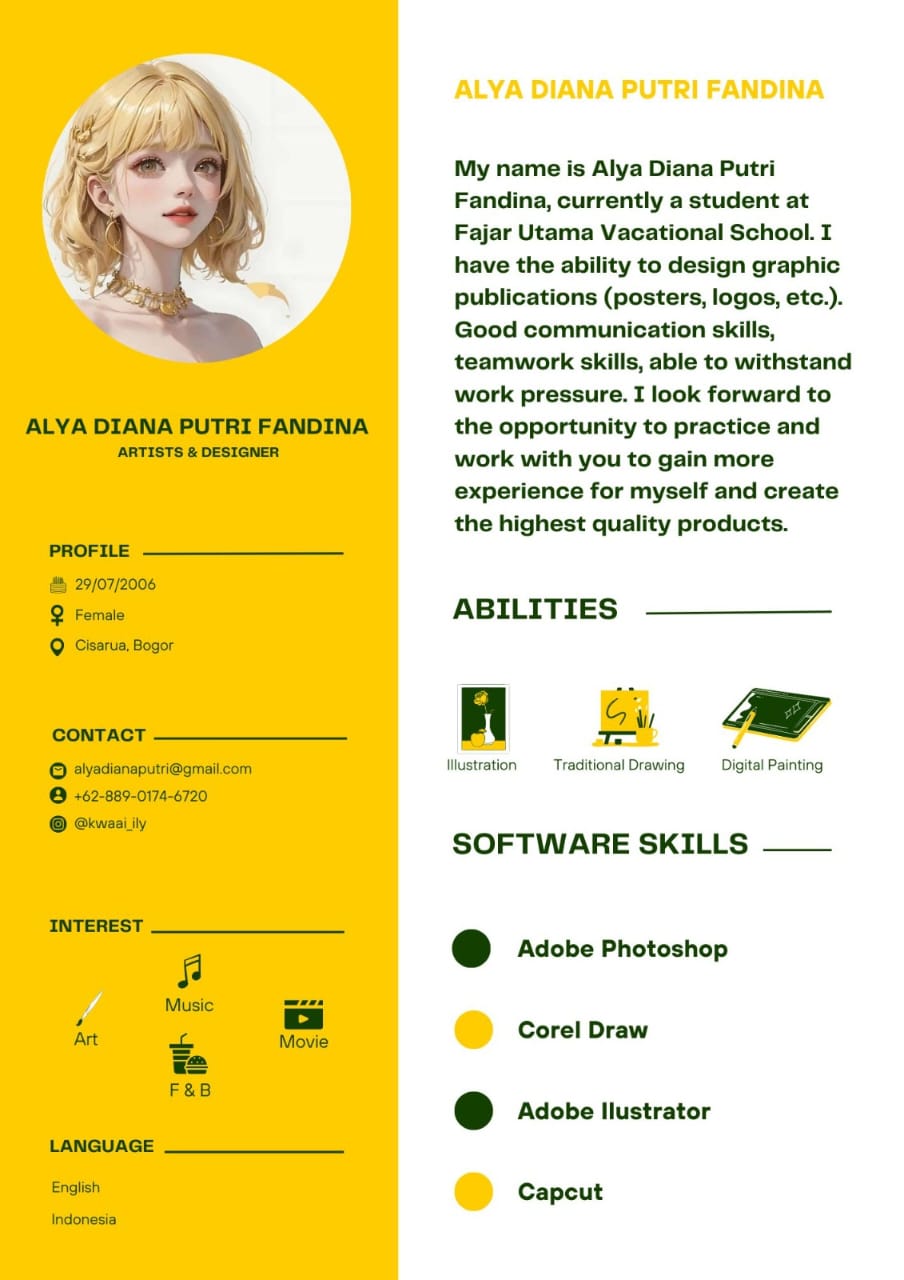 ALYA DIANA PUTRI FANDINA
ARTISTS & DESIGNER
PROFILE
29/07/2006
Female
Cisarua, Bogor
CONTACT
alyadianaputri@gmail.com
+62-889-0174-6720
@kwaai_ily
INTEREST
Music
Art
Movie
F & B
LANGUAGE
English
Indonesia
ALYA DIANA PUTRI FANDINA
My name is Alya Diana Putri
Fandina, currently a student at
Fajar Utama Vacational School. I
have the ability to design graphic
publications (posters, logos, etc.).
Good communication skills,
teamwork skills, able to withstand
work pressure. I look forward to
the opportunity to practice and
work with you to gain more
experience for myself and create
the highest quality products.
ABILITIES
Illustration
Traditional Drawing
Digital Painting
SOFTWARE SKILLS
Adobe Photoshop
Corel Draw
Adobe Ilustrator
Capcut